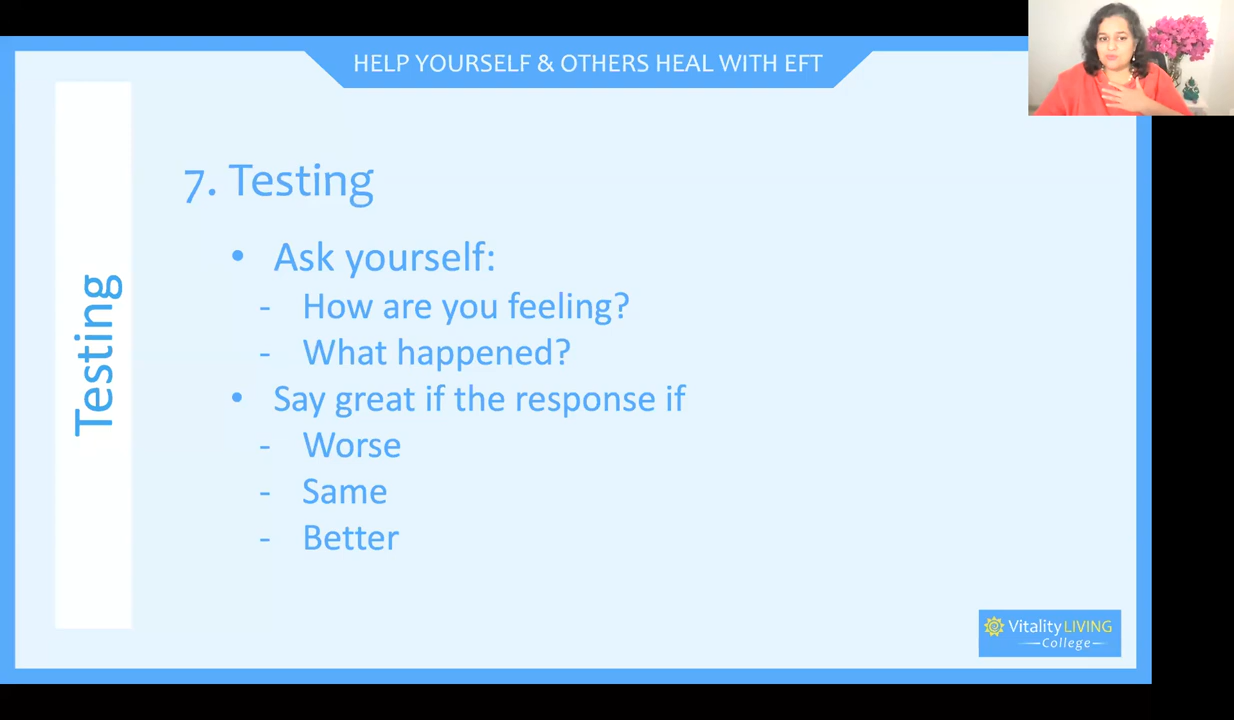 HELP YOURSELF & OTHERS HEAL WITH EFT
Testing
7. Testing
• Ask yourself:
- How are you feeling?
- What happened?
• Say great if the response if
- Worse
- Same
- Better
Vitality LIVING
College